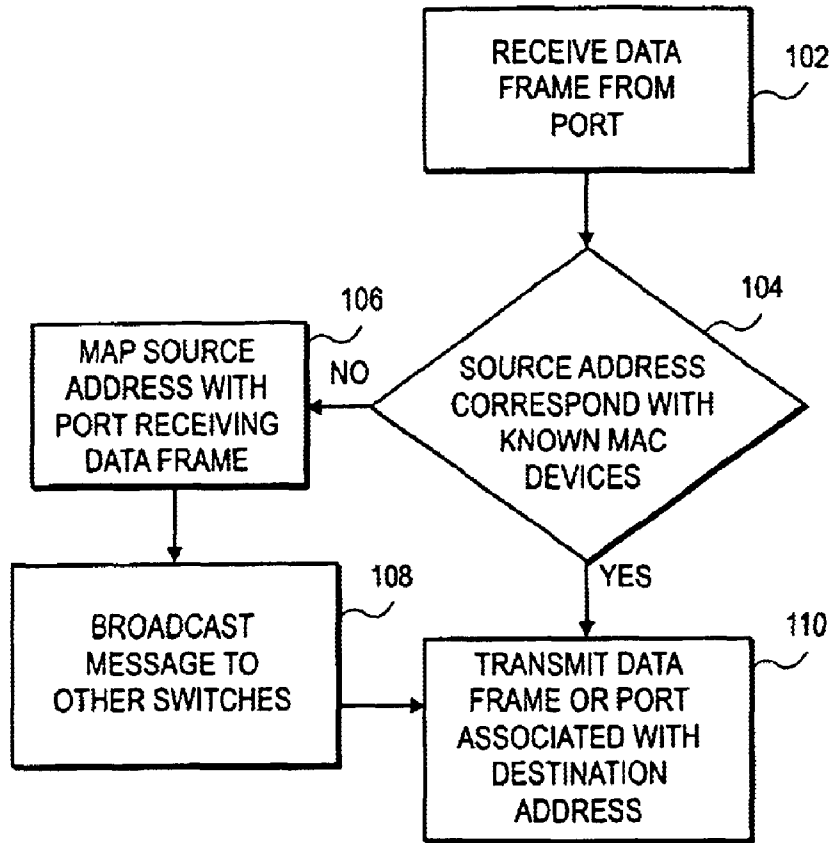 RECEIVE DATA
FRAME FROM
PORT
102
104
SOURCE ADDRESS
CORRESPOND WITH
KNOWN MAC
DEVICES
NO
106
MAP SOURCE
ADDRESS WITH
PORT RECEIVING
DATA FRAME
108
BROADCAST
MESSAGE TO
OTHER SWITCHES
YES
110
TRANSMIT DATA
FRAME OR PORT
ASSOCIATED WITH
DESTINATION
ADDRESS